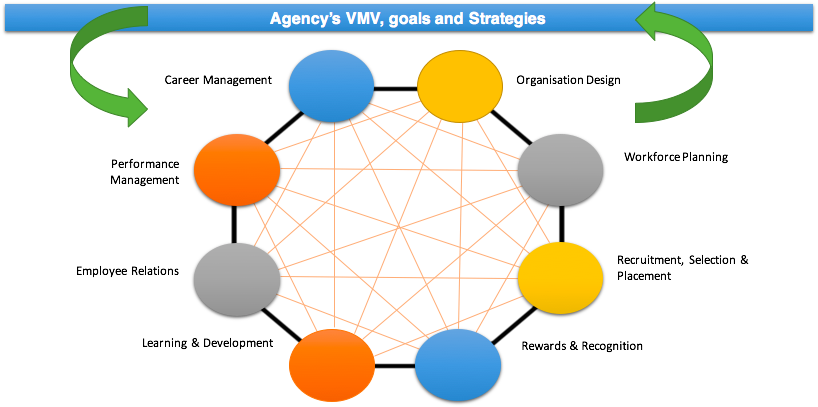 Agency’s VMV, goals and Strategies
Career Management
Organisation Design
Performance
Management
Workforce Planning
Employee Relations
Recruitment, Selection &
Placement
Learning & Development
Rewards & Recognition